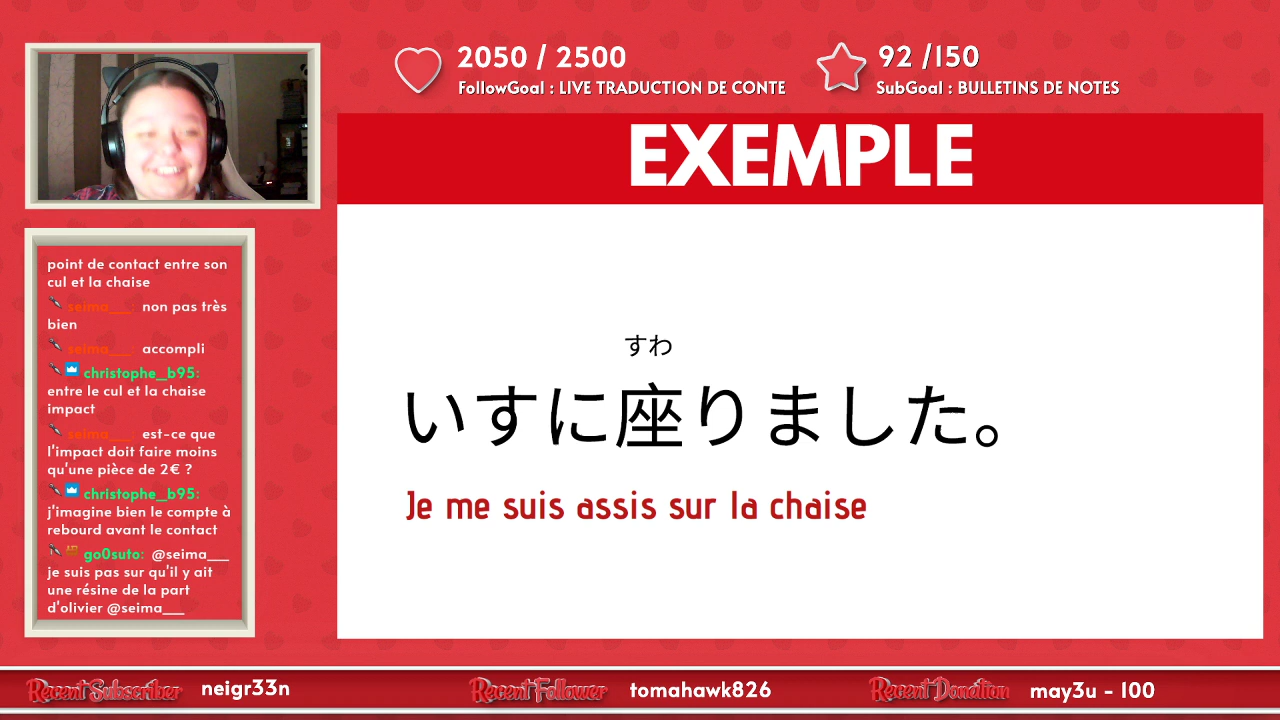 2050 / 2500
FollowGoal : LIVE TRADUCTION DE CONTE
92 /150
SubGoal : BULLETINS DE NOTES
EXEMPLE
すわ
いすに座りました。
Je me suis assis sur la chaise
point de contact entre son
cul et la chaise
seima___: non pas très
bien
seima___: accompli
christophe_b95:
entre le cul et la chaise
impact
seima___: est-ce que
l'impact doit faire moins
qu'une pièce de 2€ ?
christophe_b95:
j'imagine bien le compte à
rebourd avant le contact
go0suto: @seima___
je suis pas sur qu'il y ait
une résine de la part
d'olivier @seima___
Recent Subscriber neigr33n
Recent Follower tomahawk826
Recent Donation may3u - 100